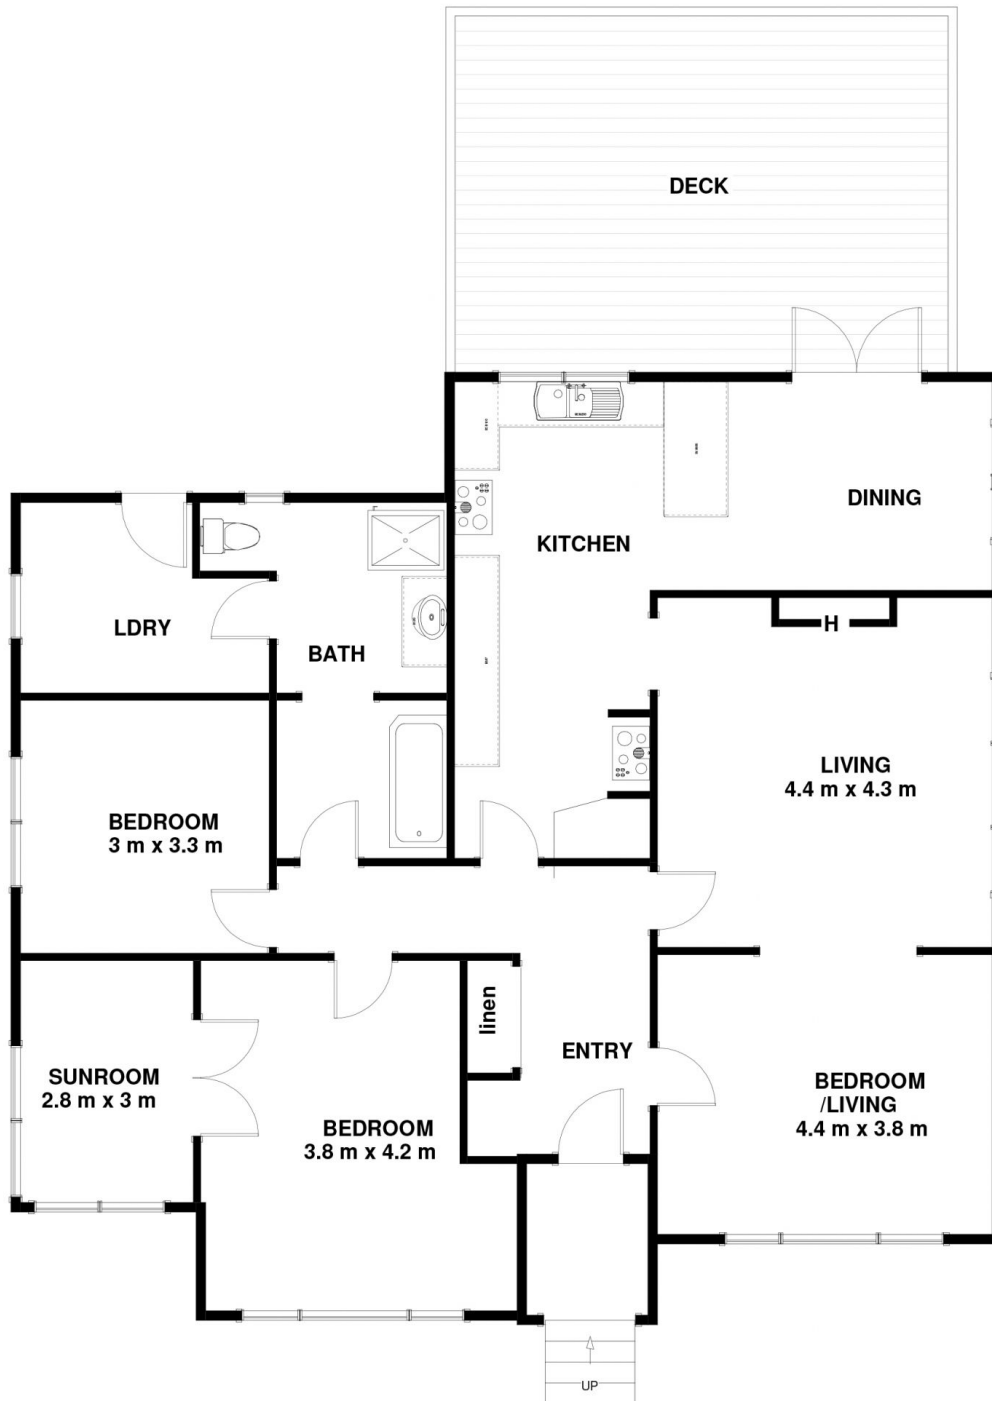 DECK
DINING
KITCHEN
LDRY
BATH
H
LIVING
4.4 m x 4.3 m
BEDROOM
3 m x 3.3 m
linen
ENTRY
SUNROOM
2.8 m x 3 m
BEDROOM
/LIVING
4.4 m x 3.8 m
BEDROOM
3.8 m x 4.2 m
UP